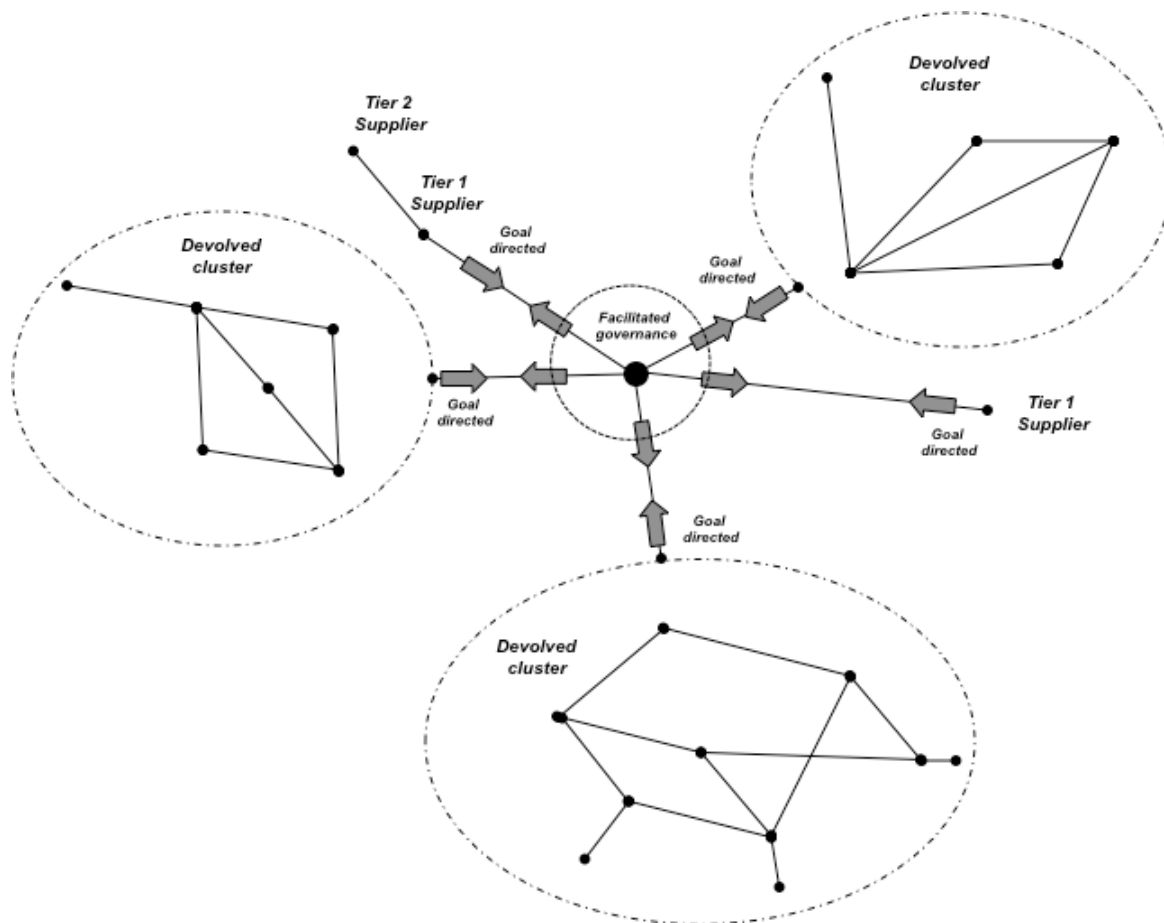 Devolved
cluster
Tier 2
Supplier
Tier 1
Supplier
Goal
directed
Devolved
cluster
Goal
directed
Facilitated
governance
Goal
directed
Tier 1
Supplier
Goal
directed
Goal
directed
Devolved
cluster